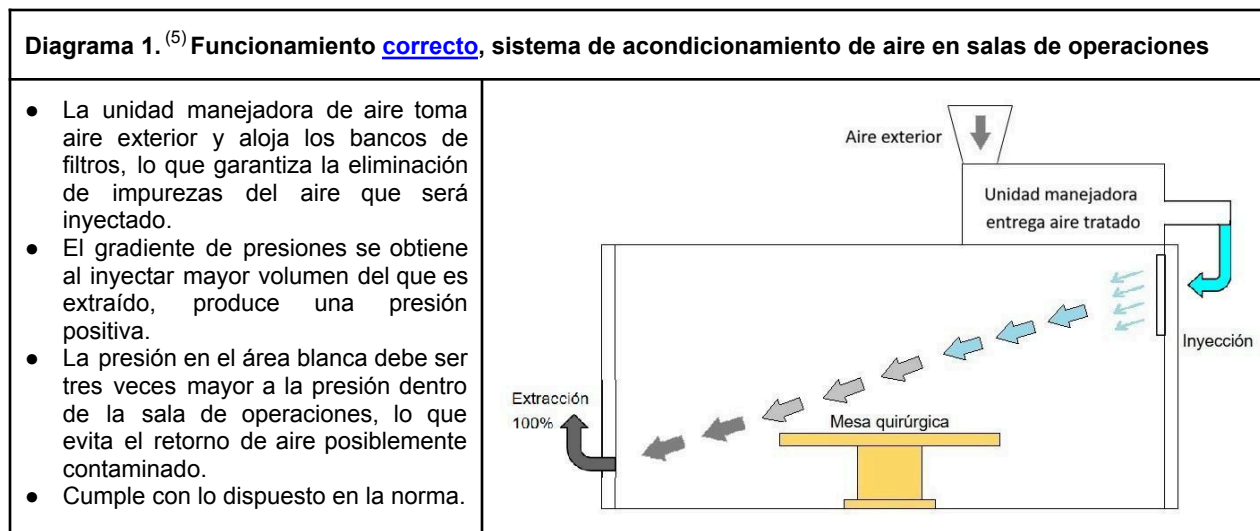 Diagrama 1. (5) Funcionamiento correcto, sistema de acondicionamiento de aire en salas de operaciones
● La unidad manejadora de aire toma
aire exterior y aloja los bancos de
filtros, lo que garantiza la eliminación
de impurezas del aire que será
inyectado.
● El gradiente de presiones se obtiene
al inyectar mayor volumen del que es
extraído, produce una presión
positiva.
● La presión en el área blanca debe ser
tres veces mayor a la presión dentro
de la sala de operaciones, lo que
evita el retorno de aire posiblemente
contaminado.
● Cumple con lo dispuesto en la norma.
Aire exterior
Unidad manejadora
entrega aire tratado
Inyección
Extracción
100%
Mesa quirúrgica